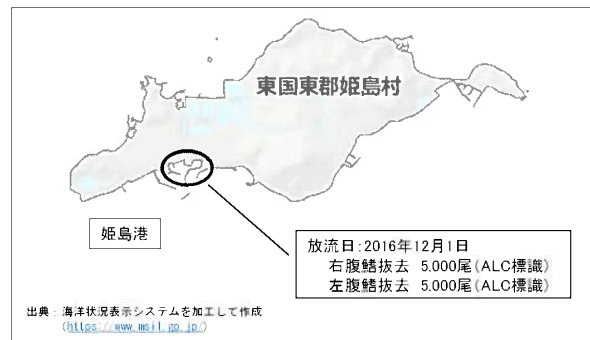 東国東郡姫島村
姫島港
放流日:2016年12月1日
右腹鰭抜去 5,000尾(ALC標識)
左腹鰭抜去 5,000尾(ALC標識)
出典:海洋状況表示システムを加工して作成
(https://www.msil.go.jp/)